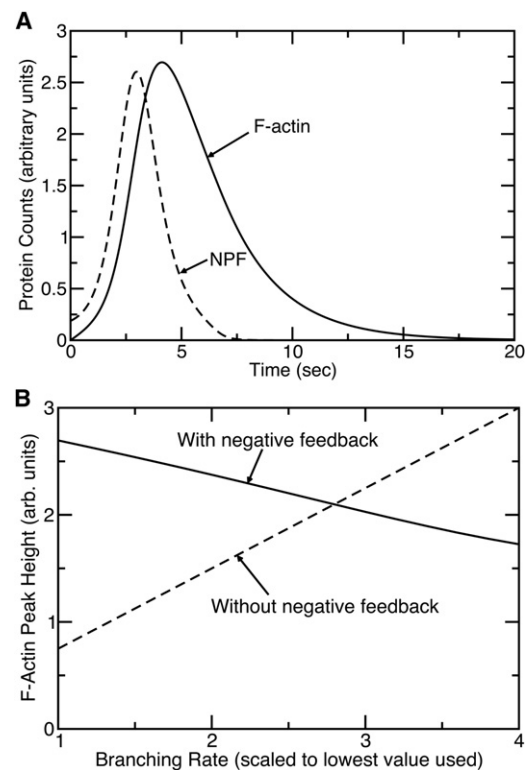 A
3
2.5
2
1.5
1
0.5
0
Protein Counts (arbitrary units)
F-actin
NPF
0 5 10 15 20
Time (sec)
B
3
2
1
0
F-Actin Peak Height (arb. units)
With negative feedback
Without negative feedback
1 2 3 4
Branching Rate (scaled to lowest value used)